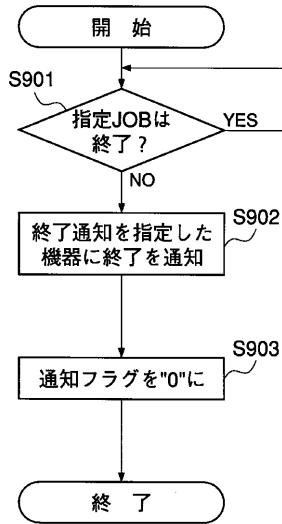 開 始
S901
指定JOBは
終了?
YES
NO
S902
終了通知を指定した
機器に終了を通知
S903
通知フラグを"0"に
終 了